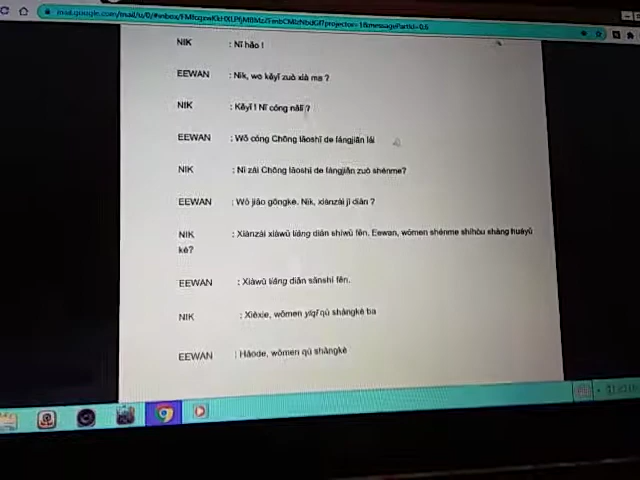 NIK : Nǐ hǎo !
EEWAN : Nik, wo kěyǐ zuò xià ma ?
NIK : Kěyǐ ! Nǐ cóng nǎlǐ ?
EEWAN : Wǒ cóng Chōng lǎoshī de fángjiān lái
NIK : Nǐ zài Chōng lǎoshī de fángjiān zuò shénme?
EEWAN : Wǒ jiāo gōngkè. Nik, xiànzài jǐ diǎn ?
NIK : Xiànzài xiàwǔ liǎng diǎn shíwǔ fēn. Eewan, wǒmen shénme shíhòu shàng huáyǔ
kè?
EEWAN : Xiàwǔ liǎng diǎn sānshí fēn.
NIK : Xièxie, wǒmen yīqǐ qù shàngkè ba
EEWAN : Hǎode, wǒmen qù shàngkè